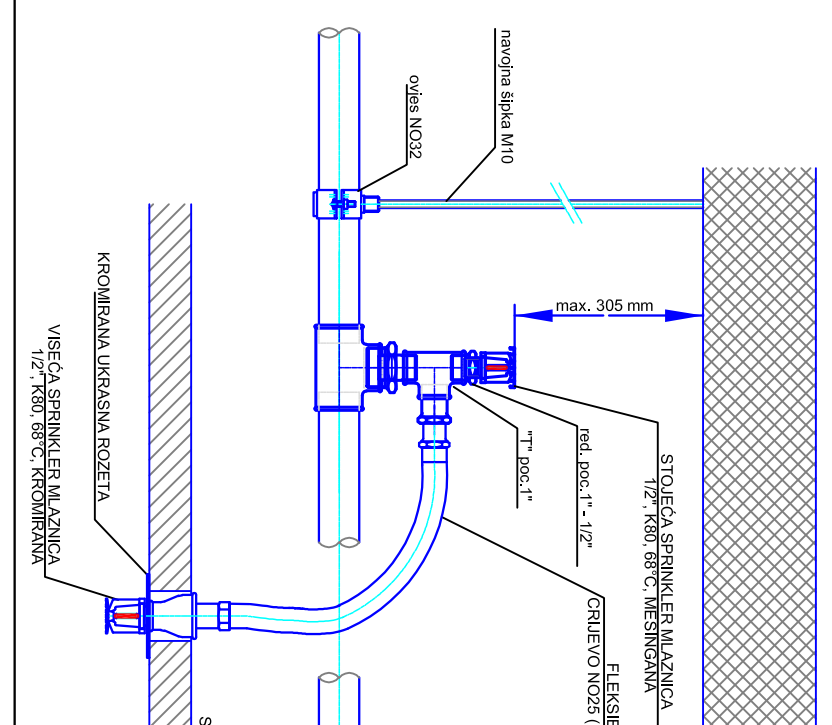 navojna šipka M10
ovjes NO32
max. 305 mm
KROMIRANA UKRASNA ROZETA
VISEĆA SPRINKLER MLAZNICA
1/2", K80, 68°C, KROMIRANA
"T" poc.1"
red. poc.1" - 1/2"
STOJEĆA SPRINKLER MLAZNICA
1/2", K80, 68°C, MESINGANA
CRIJEVO NO25 (